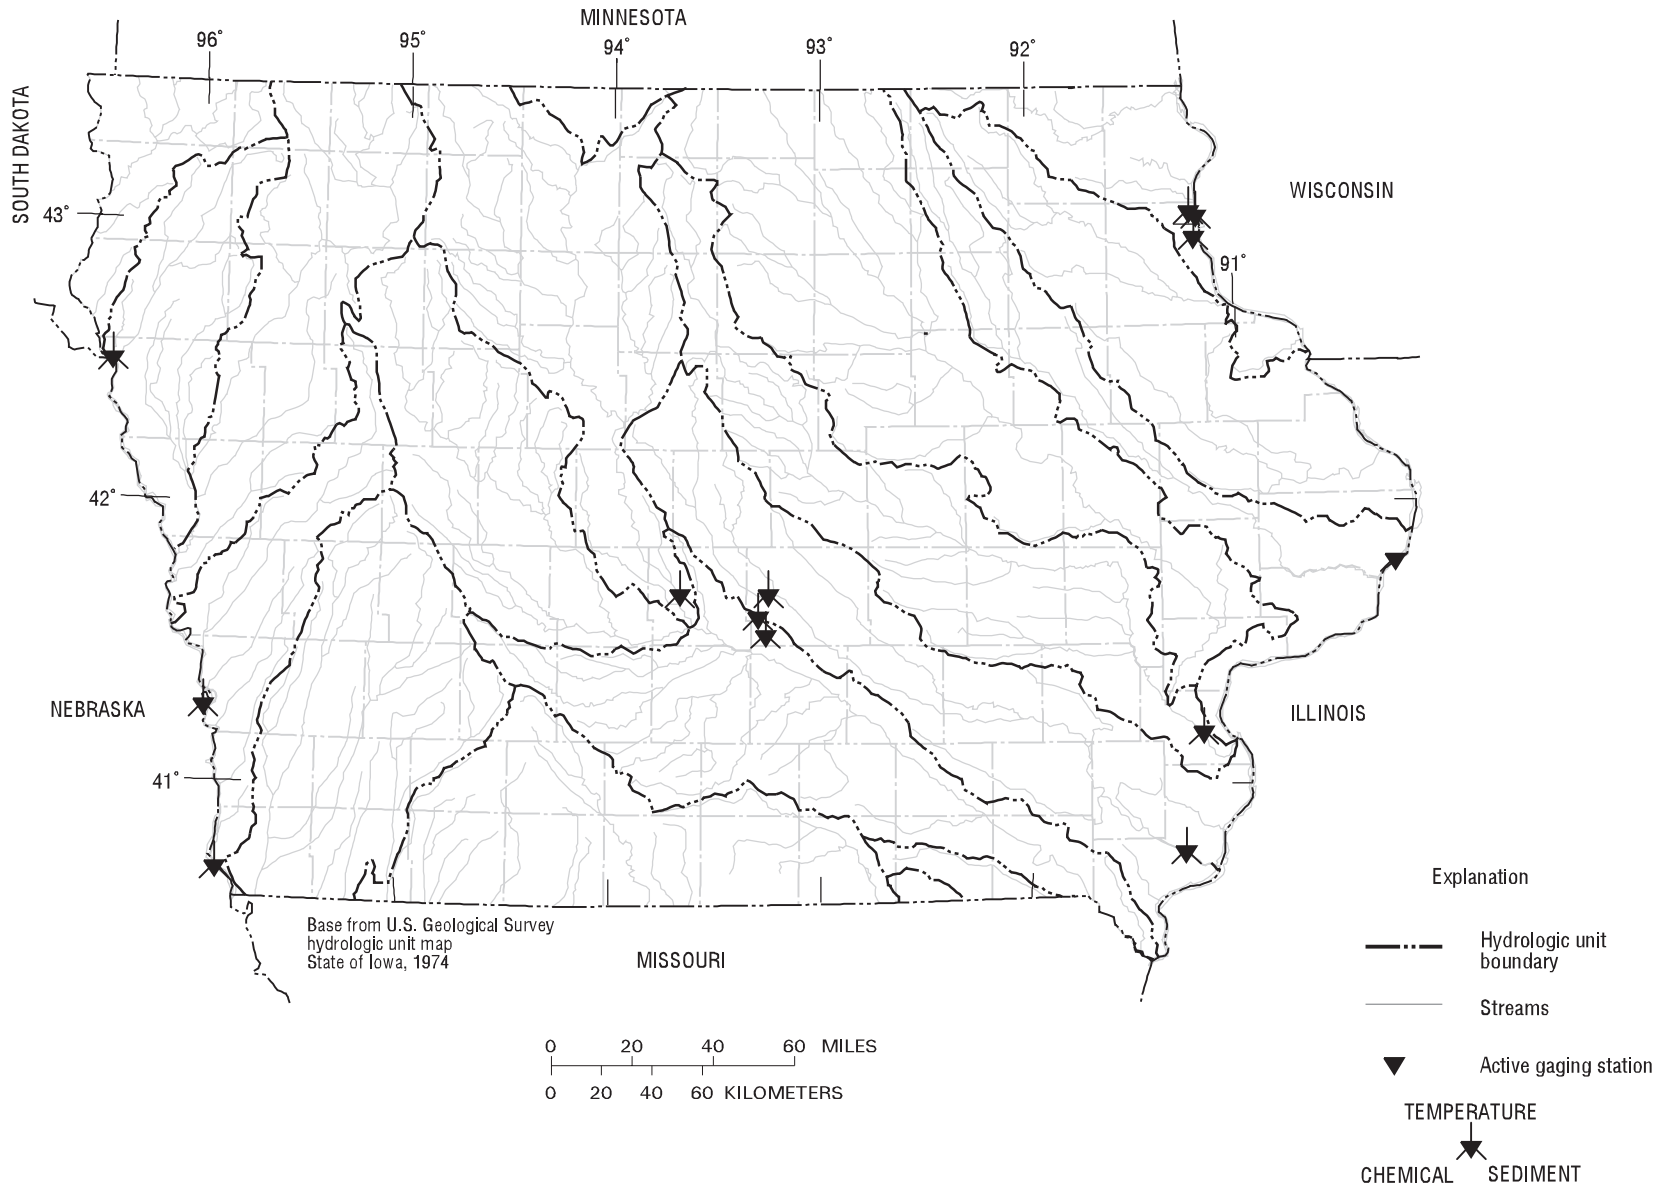 MINNESOTA
96°
95°
94°
93°
92°
SOUTH DAKOTA
43°
WISCONSIN
91°
42°
NEBRASKA
ILLINOIS
41°
Base from U.S. Geological Survey
hydrologic unit map
State of Iowa, 1974
MISSOURI
0 20 40 60 MILES
0 20 40 60 KILOMETERS
Explanation
Hydrologic unit
boundary
Streams
Active gaging station
TEMPERATURE
CHEMICAL SEDIMENT